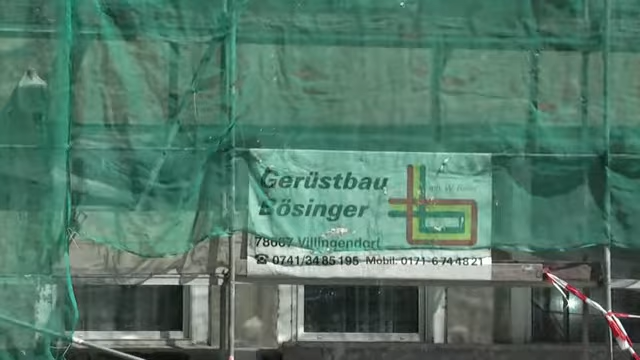 Gerüstbau
Bösinger
78667 Villingendorf
☎ 0741/34 85 195 Mobil: 0171-6 74 48 21